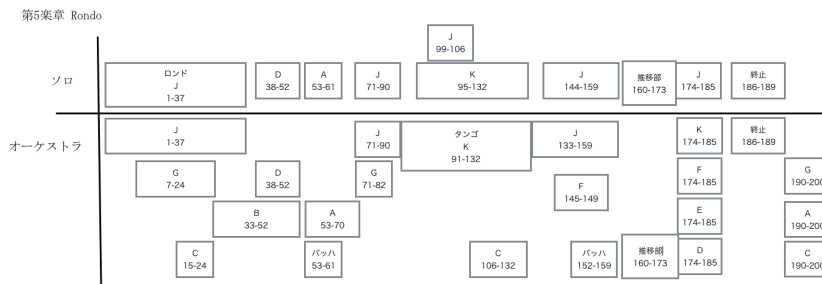 第5楽章 Rondo
ソロ
J
99-106
ロンド
J
1-37
D
38-52
A
53-61
J
71-90
K
95-132
J
144-159
推移部
160-173
J
174-185
終止
186-189
オーケストラ
J
1-37
J
71-90
タンゴ
K
91-132
J
133-159
K
174-185
終止
186-189
G
7-24
D
38-52
G
71-82
F
145-149
F
174-185
G
190-200
B
33-52
A
53-70
E
174-185
A
190-200
C
15-24
バッハ
53-61
C
106-132
バッハ
152-159
推移部
160-173
D
174-185
C
190-200